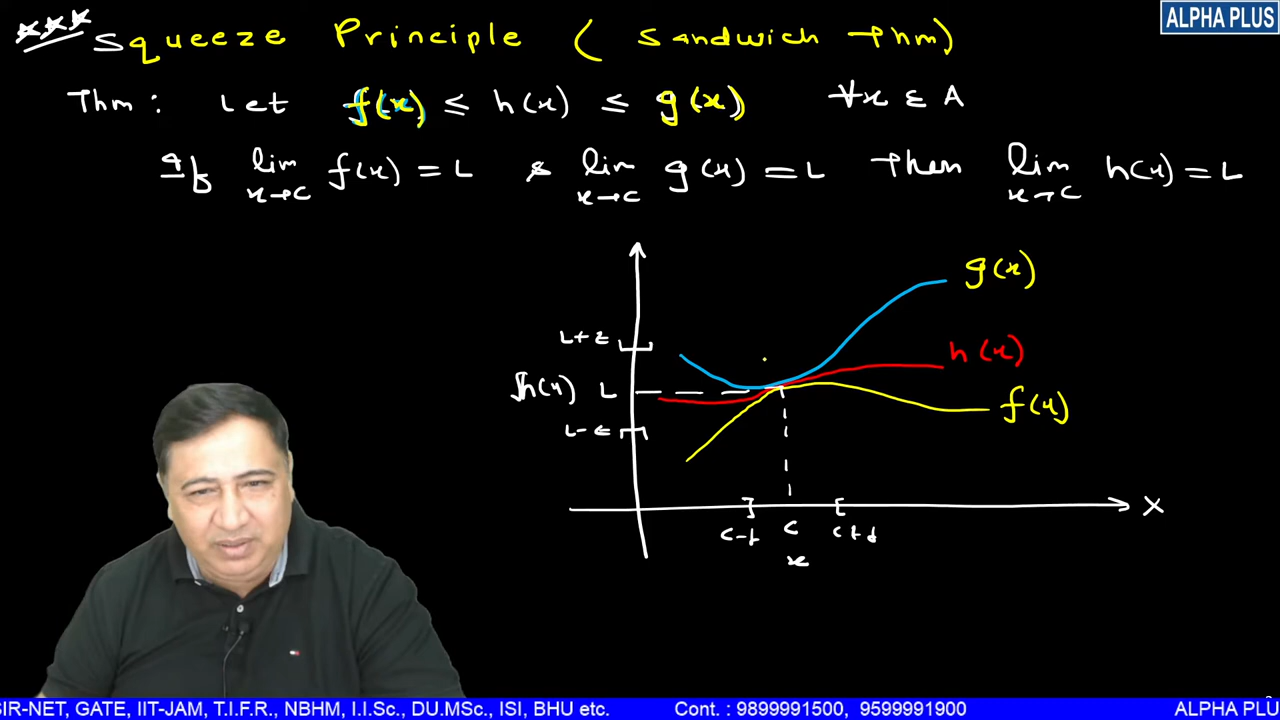 *** Squeeze Principle ( Sandwich Thm)
ALPHA PLUS
Thm : Let f(x) ≤ h(x) ≤ g(x) ∀x ∈ A
If lim x→c f(x) = L & lim x→c g(x) = L Then lim x→c h(x) = L
g(x)
L+ε
h(x)
h(x) L
f(x)
L-ε
X
c-δ c c+δ
x
SIR-NET, GATE, IIT-JAM, T.I.F.R., NBHM, I.I.Sc., DU.MSc., ISI, BHU etc. Cont. : 9899991500, 9599991900 ALPHA PLU